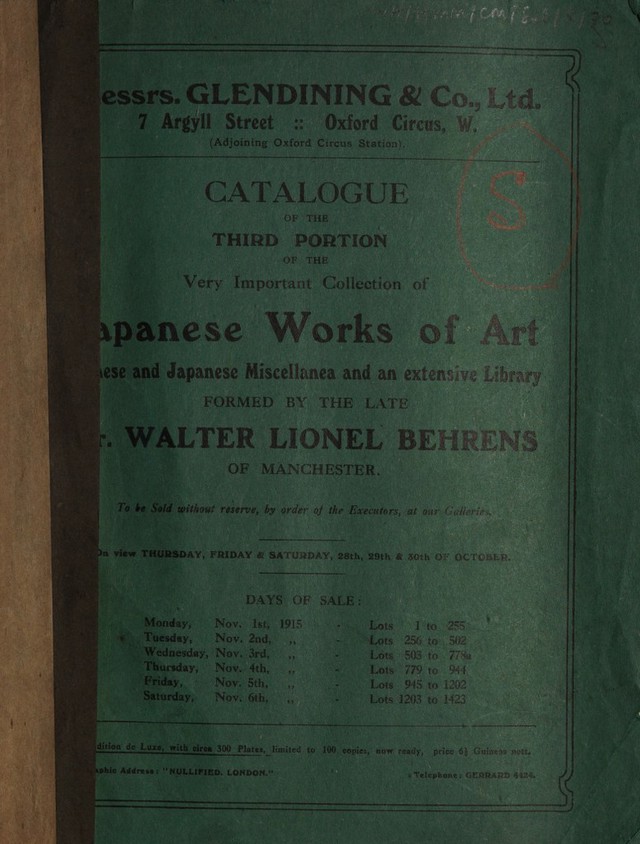 essrs. GLENDINING & Co., Ltd.
7 Argyll Street :: Oxford Circus, W.
(Adjoining Oxford Circus Station).
S
CATALOGUE
OF THE
THIRD PORTION
OF THE
Very Important Collection of
apanese Works of Art
ese and Japanese Miscellanea and an extensive Library
FORMED BY THE LATE
r. WALTER LIONEL BEHRENS
OF MANCHESTER.
To be Sold without reserve, by order of the Executors, at our Galleries.
On view THURSDAY, FRIDAY & SATURDAY, 28th, 29th & 30th OF OCTOBER.
DAYS OF SALE:
Monday, Nov. 1st, 1915 - Lots 1 to 255
Tuesday, Nov. 2nd, ,, - Lots 256 to 502
Wednesday, Nov. 3rd, ,, - Lots 503 to 778
Thursday, Nov. 4th, ,, - Lots 779 to 944
Friday, Nov. 5th, ,, - Lots 945 to 1202
Saturday, Nov. 6th, ,, - Lots 1203 to 1423
dition de Luxe, with circa 300 Plates, limited to 100 copies, now ready, price 6½ Guineas nett.
aphic Address: "NULLIFIED, LONDON." Telephone: GERRARD